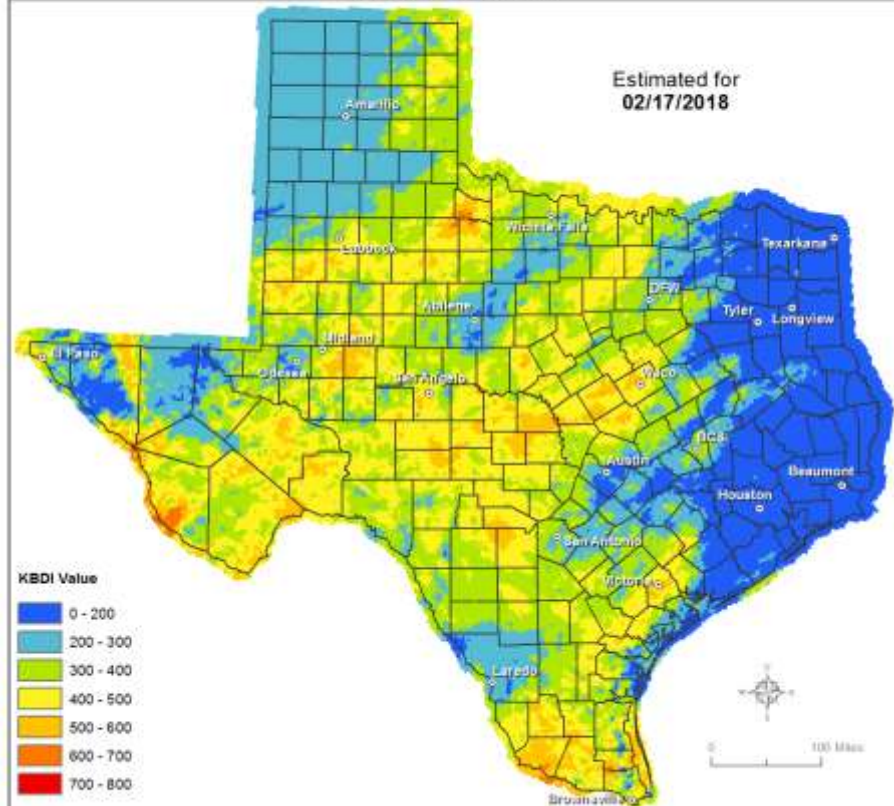 Estimated for
02/17/2018
Amarillo
Lubbock
Wichita Falls
Texarkana
DFW
Abilene
Tyler
Longview
El Paso
Midland
Odessa
San Angelo
Waco
BCS
Austin
Beaumont
Houston
San Antonio
Victoria
Laredo
Brownsville
KBDI Value
0 - 200
200 - 300
300 - 400
400 - 500
500 - 600
600 - 700
700 - 800
0 100 Miles